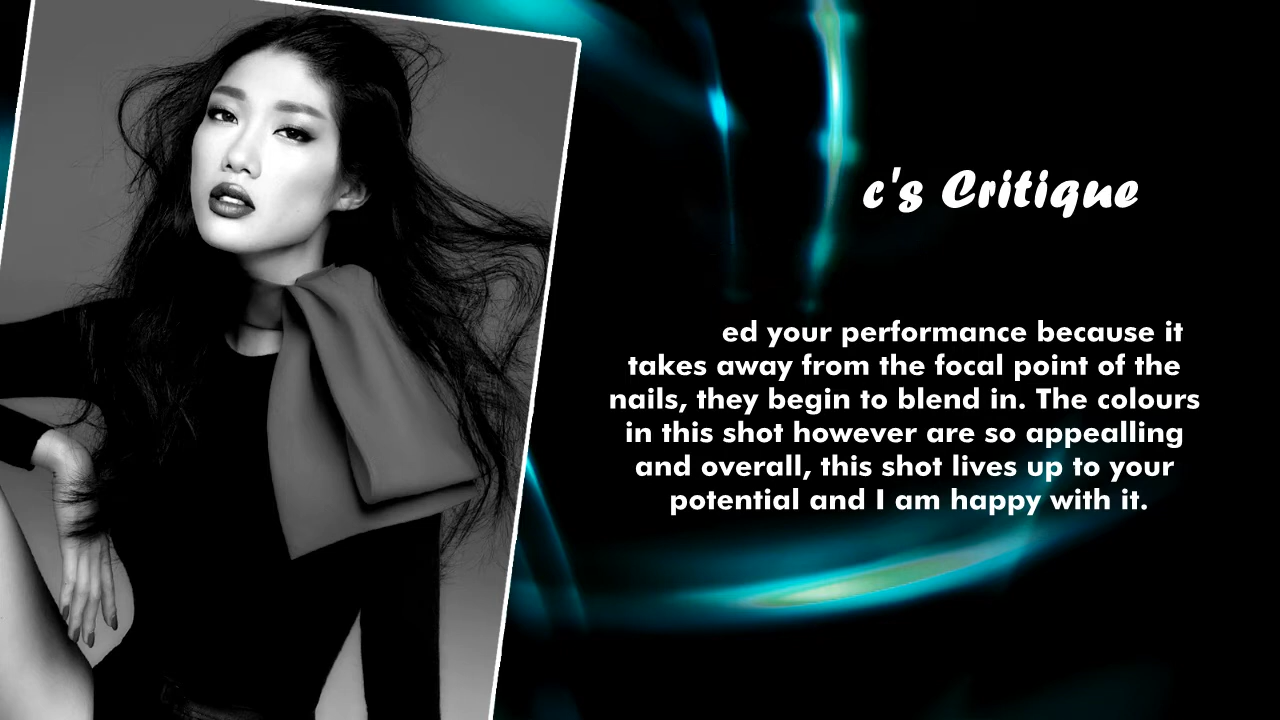 c's Critique
ed your performance because it
takes away from the focal point of the
nails, they begin to blend in. The colours
in this shot however are so appealling
and overall, this shot lives up to your
potential and I am happy with it.